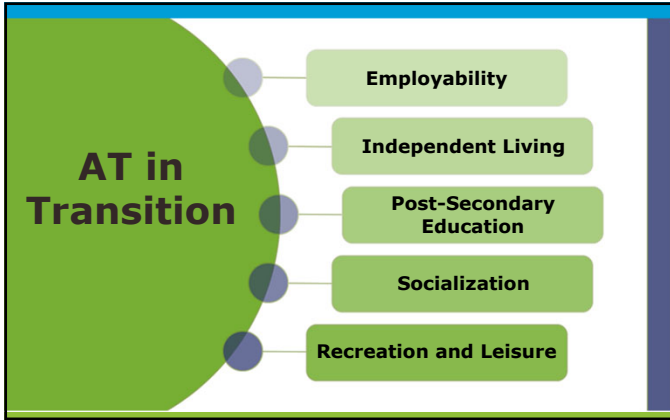 AT in
Transition
Employability
Independent Living
Post-Secondary
Education
Socialization
Recreation and Leisure